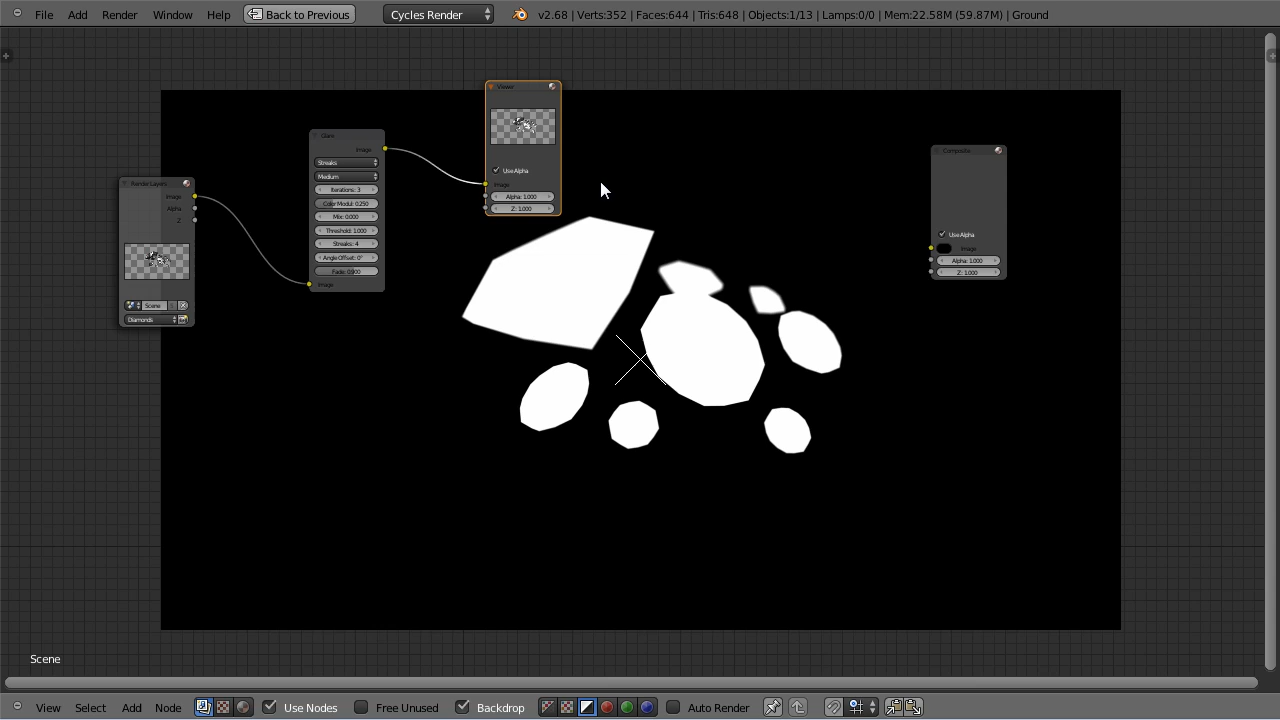 File Add Render Window Help Back to Previous Cycles Render v2.68 | Verts:352 | Faces:644 | Tris:648 | Objects:1/13 | Lamps:0/0 | Mem:22.58M (59.87M) | Ground
Viewer
Use Alpha
Image
Alpha: 1.000
Z: 1.000
Glare
Image
Streaks
Medium
Iterations: 3
Color Modul: 0.250
Mix: 0.000
Threshold: 1.000
Streaks: 4
Angle Offset: 0°
Fade: 0.900
Image
Render Layers
Image
Alpha
Z
Scene
Diamonds
Composite
Use Alpha
Image
Alpha: 1.000
Z: 1.000
Scene
View Select Add Node Use Nodes Free Unused Backdrop Auto Render